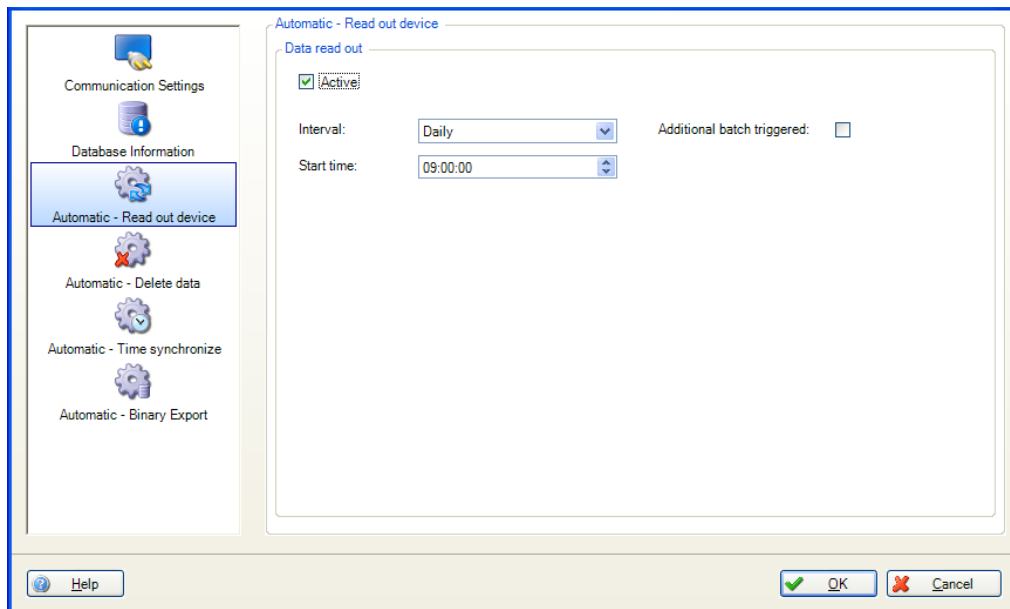 Communication Settings
Database Information
Automatic - Read out device
Automatic - Delete data
Automatic - Time synchronize
Automatic - Binary Export
Automatic - Read out device
Data read out
Active
Interval: Daily Additional batch triggered:
Start time: 09:00:00
Help OK Cancel